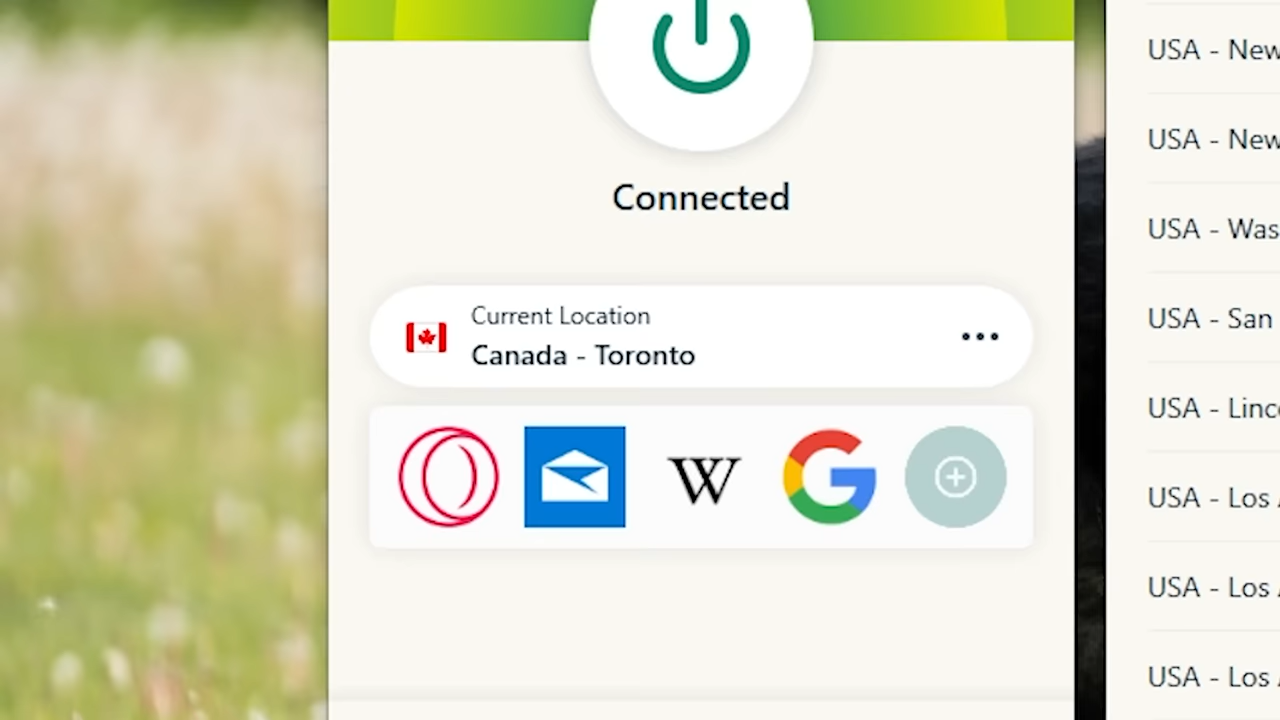 Connected
Current Location
Canada - Toronto
W
USA - New
USA - New
USA - Was
USA - San
USA - Linc
USA - Los
USA - Los
USA - Los